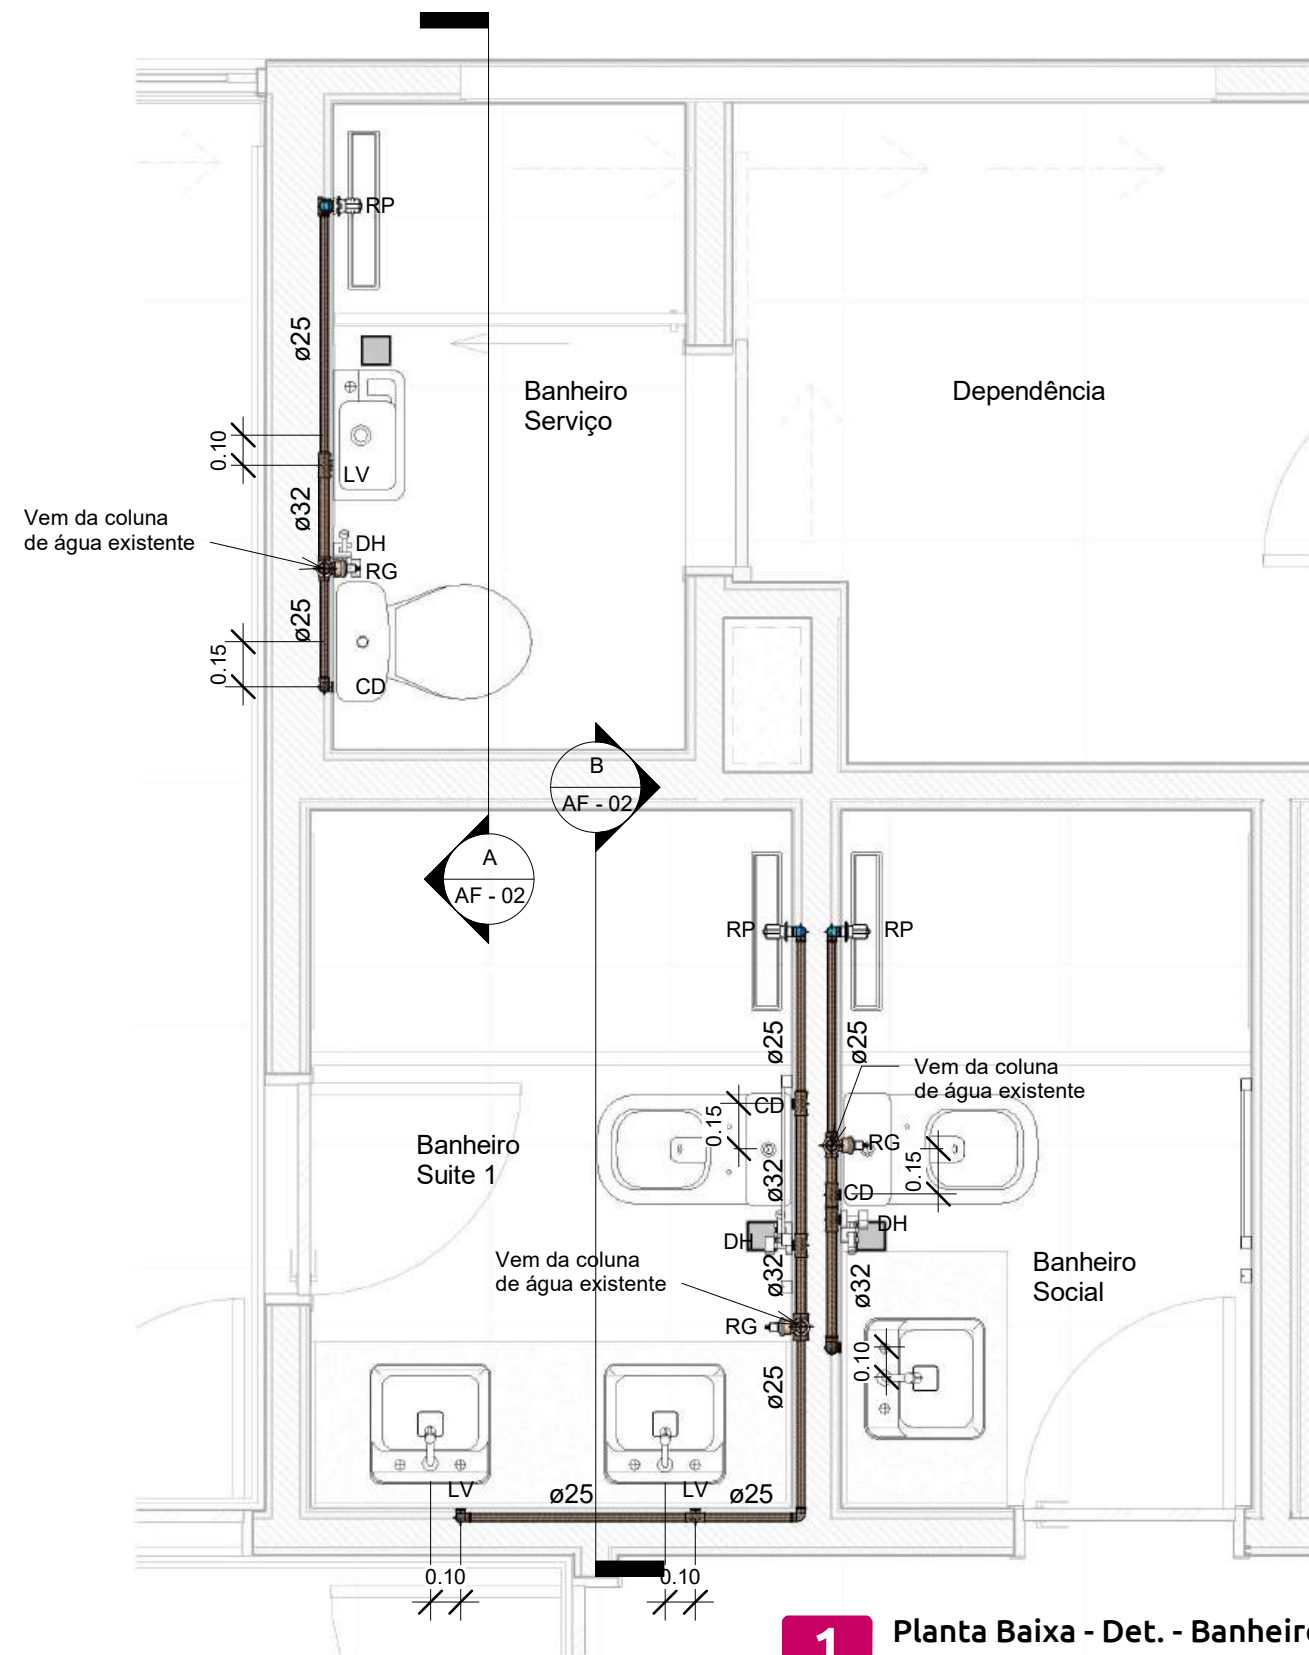 RP
ø25
Banheiro
Serviço
Dependência
0.10
LV
ø32
Vem da coluna
de água existente
DH
RG
ø25
0.15
CD
B
AF - 02
A
AF - 02
RP
RP
ø25
ø25
Vem da coluna
de água existente
CD
0.15
Banheiro
Suite 1
RG
0.15
ø32
CD
DH
DH
Vem da coluna
de água existente
ø32
ø32
Banheiro
Social
RG
0.10
ø25
LV
LV
ø25
ø25
0.10
0.10
1
Planta Baixa - Det. - Banheiro